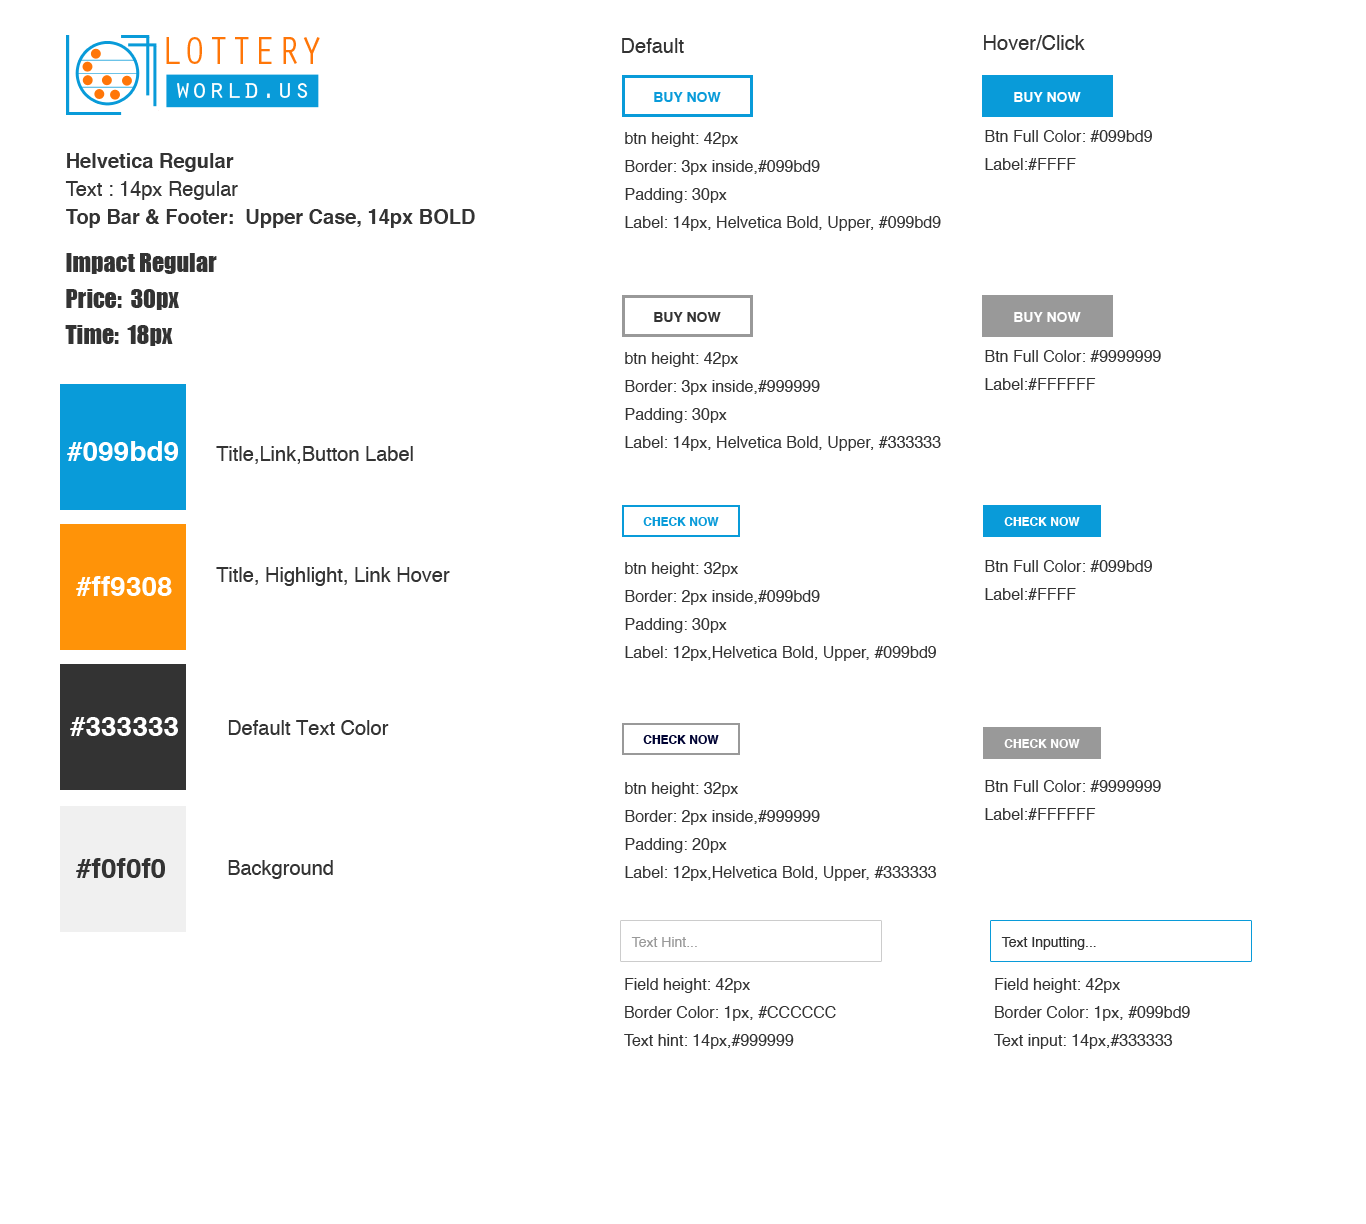 LOTTERY
WORLD.US
Helvetica Regular
Text : 14px Regular
Top Bar & Footer:  Upper Case, 14px BOLD
Impact Regular
Price:  30px
Time:  18px
#099bd9
Title,Link,Button Label
#ff9308
Title, Highlight, Link Hover
#333333
Default Text Color
#f0f0f0
Background
Default
BUY NOW
btn height: 42px
Border: 3px inside,#099bd9
Padding: 30px
Label: 14px, Helvetica Bold, Upper, #099bd9
BUY NOW
btn height: 42px
Border: 3px inside,#999999
Padding: 30px
Label: 14px, Helvetica Bold, Upper, #333333
CHECK NOW
btn height: 32px
Border: 2px inside,#099bd9
Padding: 30px
Label: 12px,Helvetica Bold, Upper, #099bd9
CHECK NOW
btn height: 32px
Border: 2px inside,#999999
Padding: 20px
Label: 12px,Helvetica Bold, Upper, #333333
Text Hint...
Field height: 42px
Border Color: 1px, #CCCCCC
Text hint: 14px,#999999
Hover/Click
BUY NOW
Btn Full Color: #099bd9
Label:#FFFF
BUY NOW
Btn Full Color: #9999999
Label:#FFFFFF
CHECK NOW
Btn Full Color: #099bd9
Label:#FFFF
CHECK NOW
Btn Full Color: #9999999
Label:#FFFFFF
Text Inputting...
Field height: 42px
Border Color: 1px, #099bd9
Text input: 14px,#333333